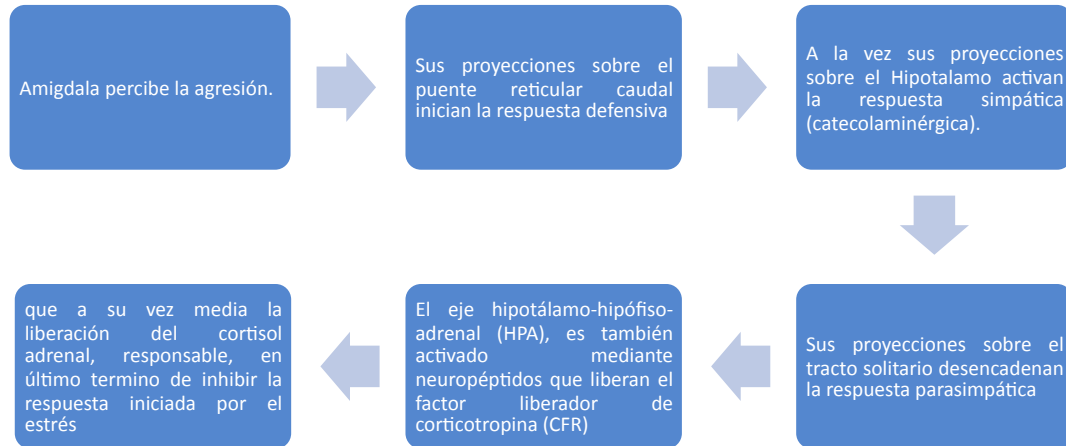 Amigdala percibe la agresión.
Sus proyecciones sobre el
puente reticular caudal
inician la respuesta defensiva
A la vez sus proyecciones
sobre el Hipotalamo activan
la respuesta simpática
(catecolaminérgica).
Sus proyecciones sobre el
tracto solitario desencadenan
la respuesta parasimpática
El eje hipotálamo-hipófiso-
adrenal (HPA), es también
activado mediante
neuropéptidos que liberan el
factor liberador de
corticotropina (CFR)
que a su vez media la
liberación del cortisol
adrenal, responsable, en
último termino de inhibir la
respuesta iniciada por el
estrés